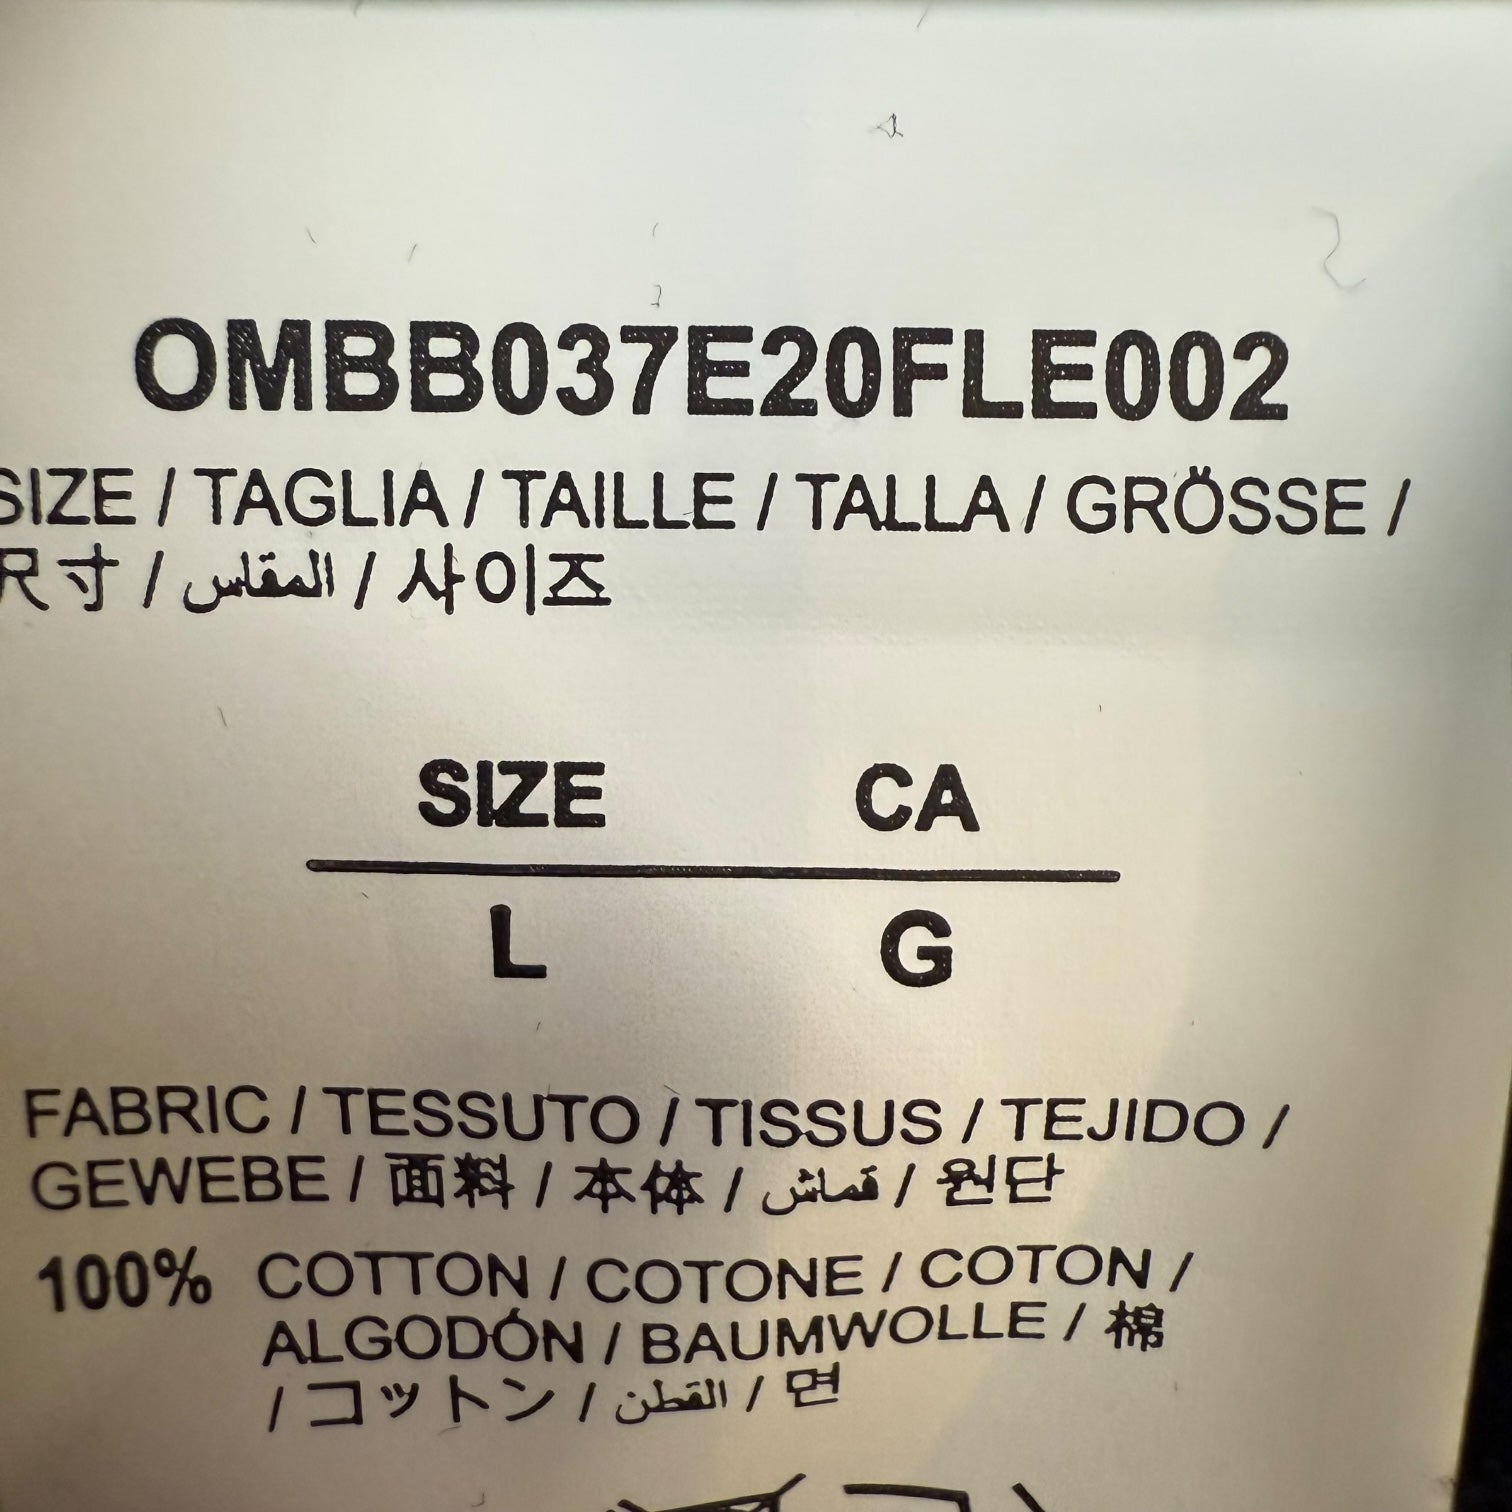 OMBB037E20FLE002
SIZE / TAGLIA / TAILLE / TALLA / GRÖSSE /
尺寸 / المقاس / 사이즈
SIZE CA
L G
FABRIC / TESSUTO / TISSUS / TEJIDO /
GEWEBE / 面料 / 本体 / قماش / 원단
100% COTTON / COTONE / COTON /
ALGODÓN / BAUMWOLLE / 棉
/ コットン / القطن / 면